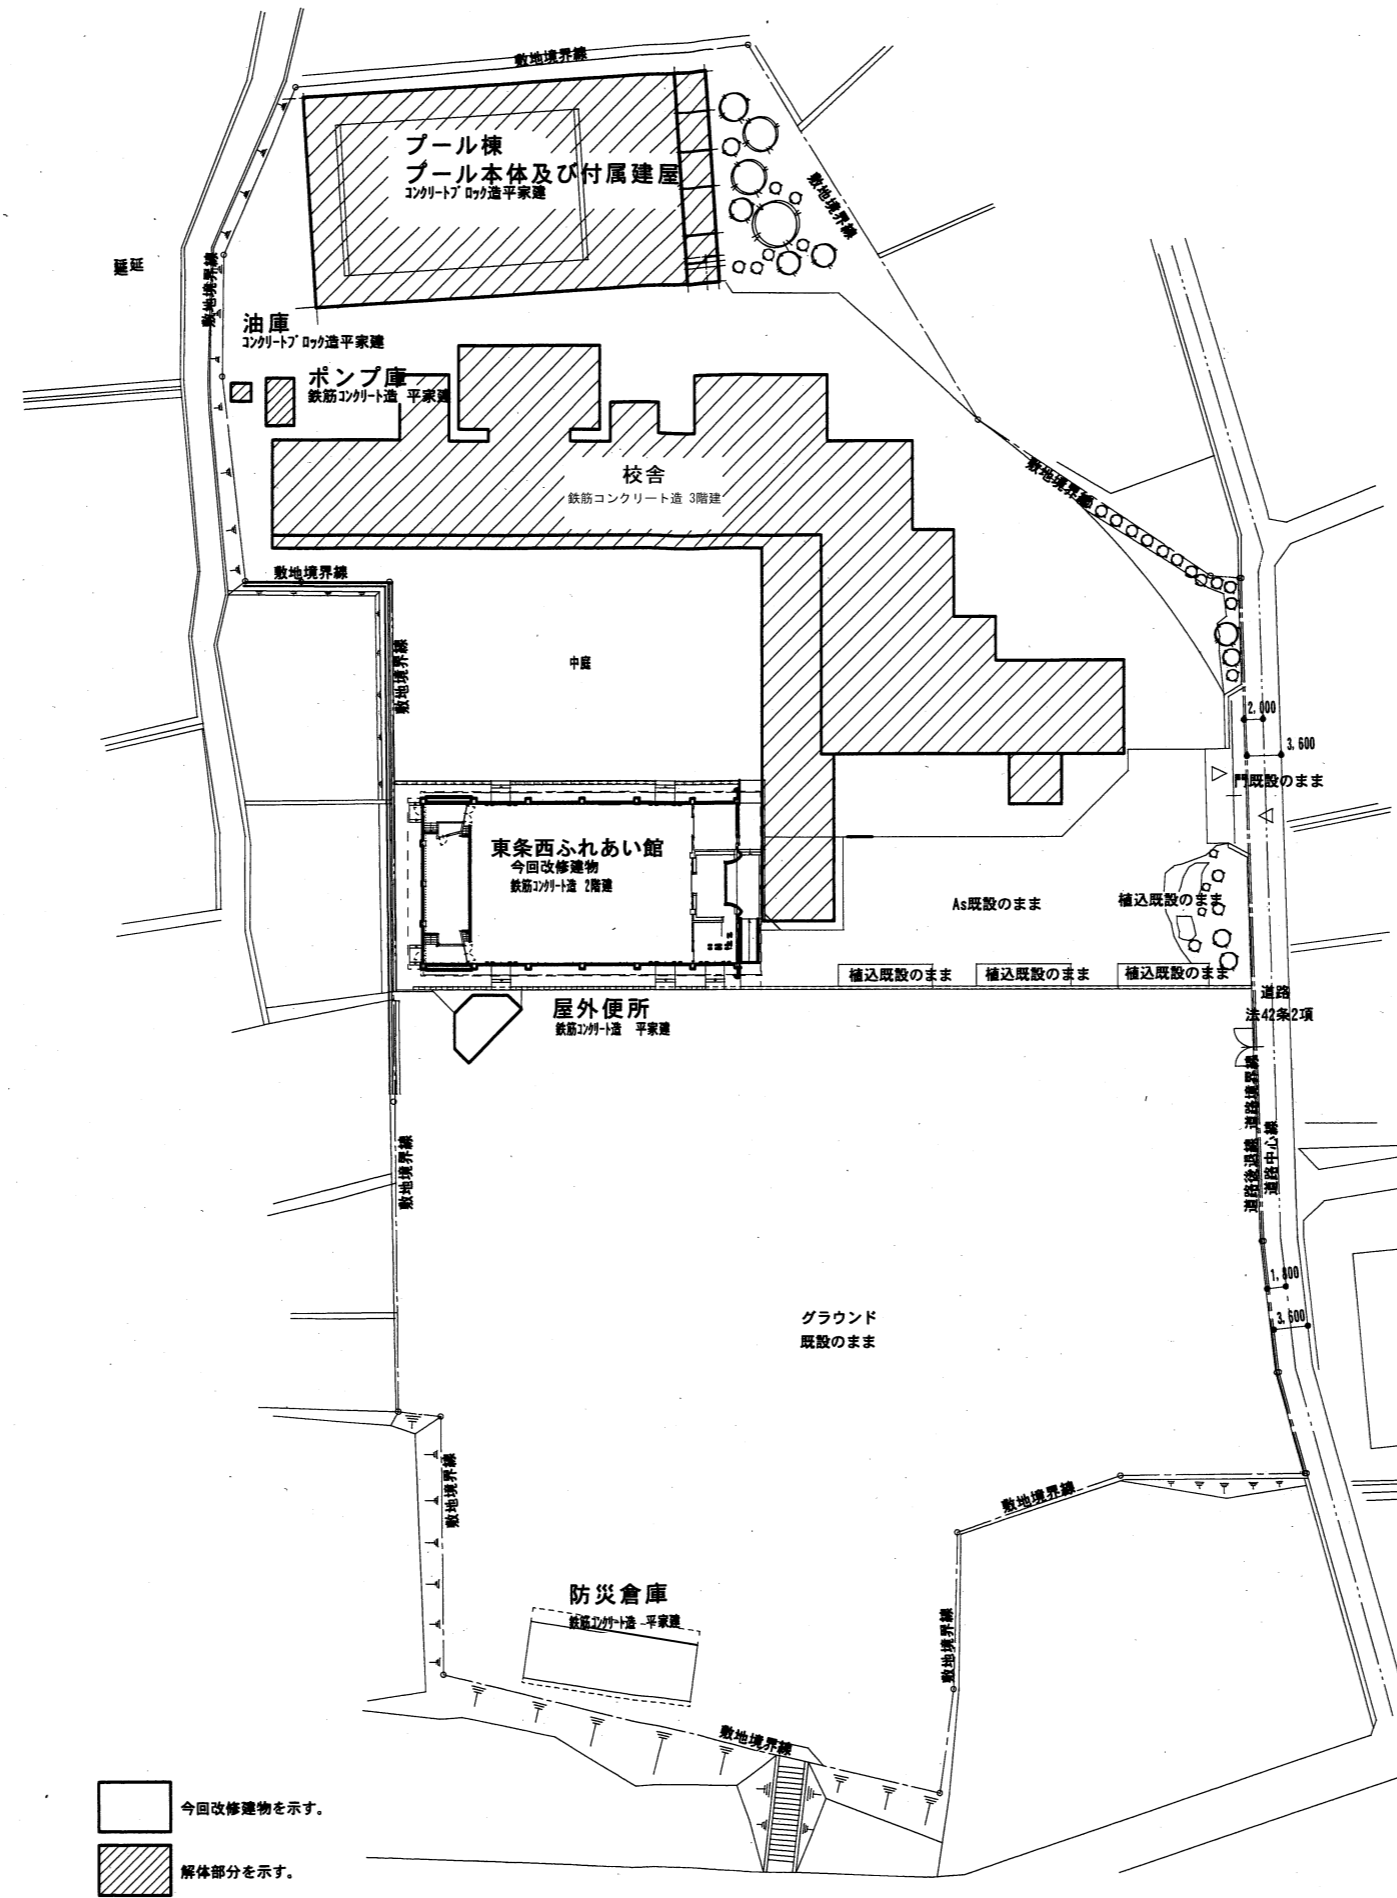 敷地境界線
プール棟
プール本体及び付属建屋
コンクリートブロック造平家建
敷地境界線
敷地境界線
油庫
コンクリートブロック造平家建
ポンプ庫
鉄筋コンクリート造 平家建
校舎
鉄筋コンクリート造 3階建
敷地境界線
敷地境界線
敷地境界線
中庭
2,000
3,600
門既設のまま
東条西ふれあい館
今回改修建物
鉄筋コンクリート造 2階建
As既設のまま
植込既設のまま
植込既設のまま
植込既設のまま
植込既設のまま
道路
法42条2項
屋外便所
鉄筋コンクリート造 平家建
道路境界線
道路後退線
道路中心線
敷地境界線
1,800
3,600
グラウンド
既設のまま
敷地境界線
敷地境界線
防災倉庫
鉄筋コンクリート造 平家建
敷地境界線
敷地境界線
今回改修建物を示す。
解体部分を示す。